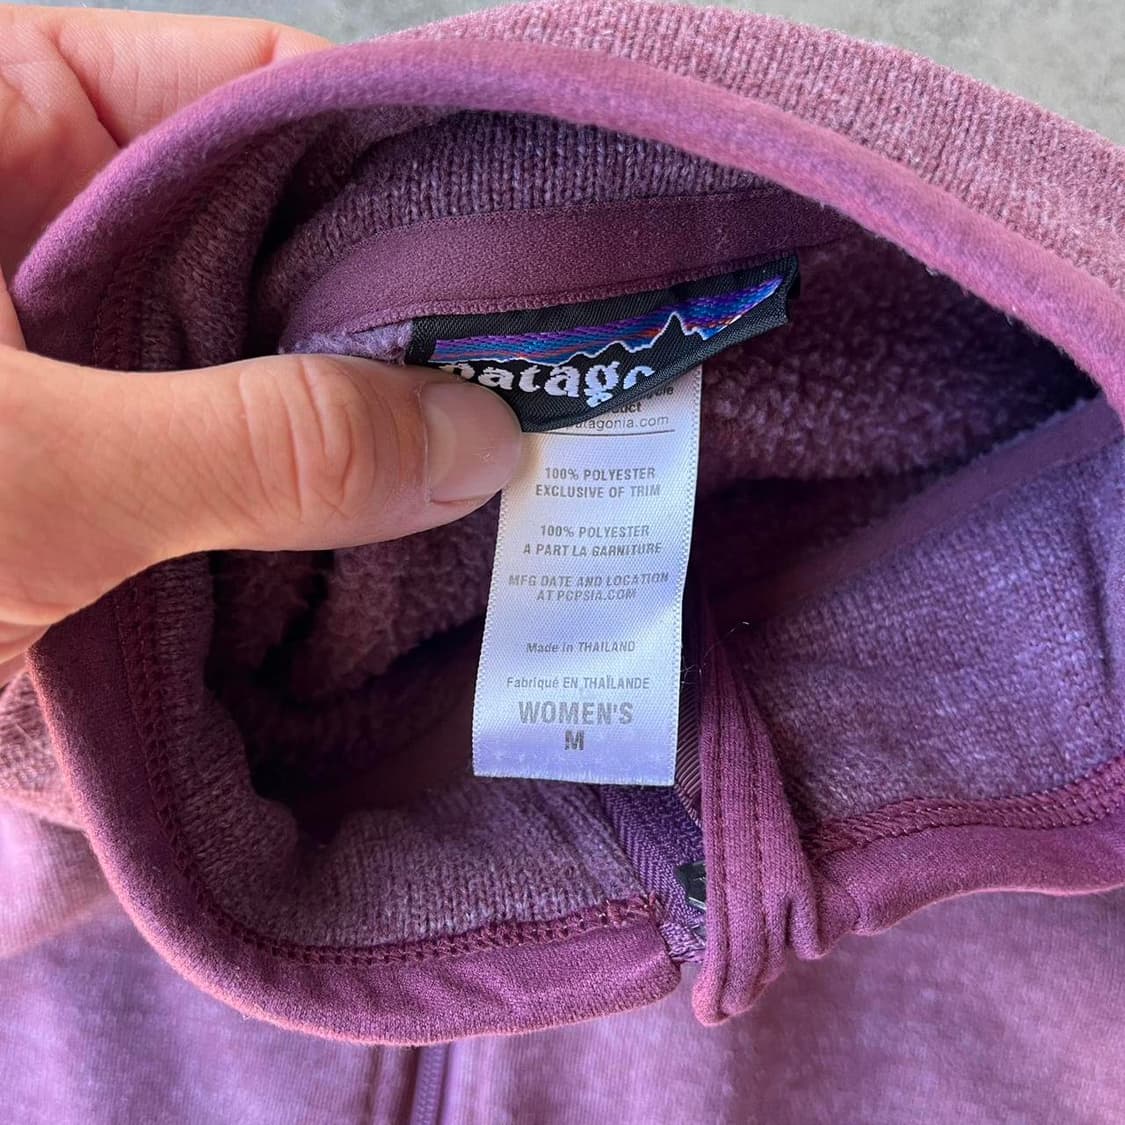 patago
atagonia.com
100% POLYESTER
EXCLUSIVE OF TRIM
100% POLYESTER
A PART LA GARNITURE
MFG DATE AND LOCATION
AT PCPSIA.COM
Made in THAILAND
Fabriqué EN THAÏLANDE
WOMEN'S
M